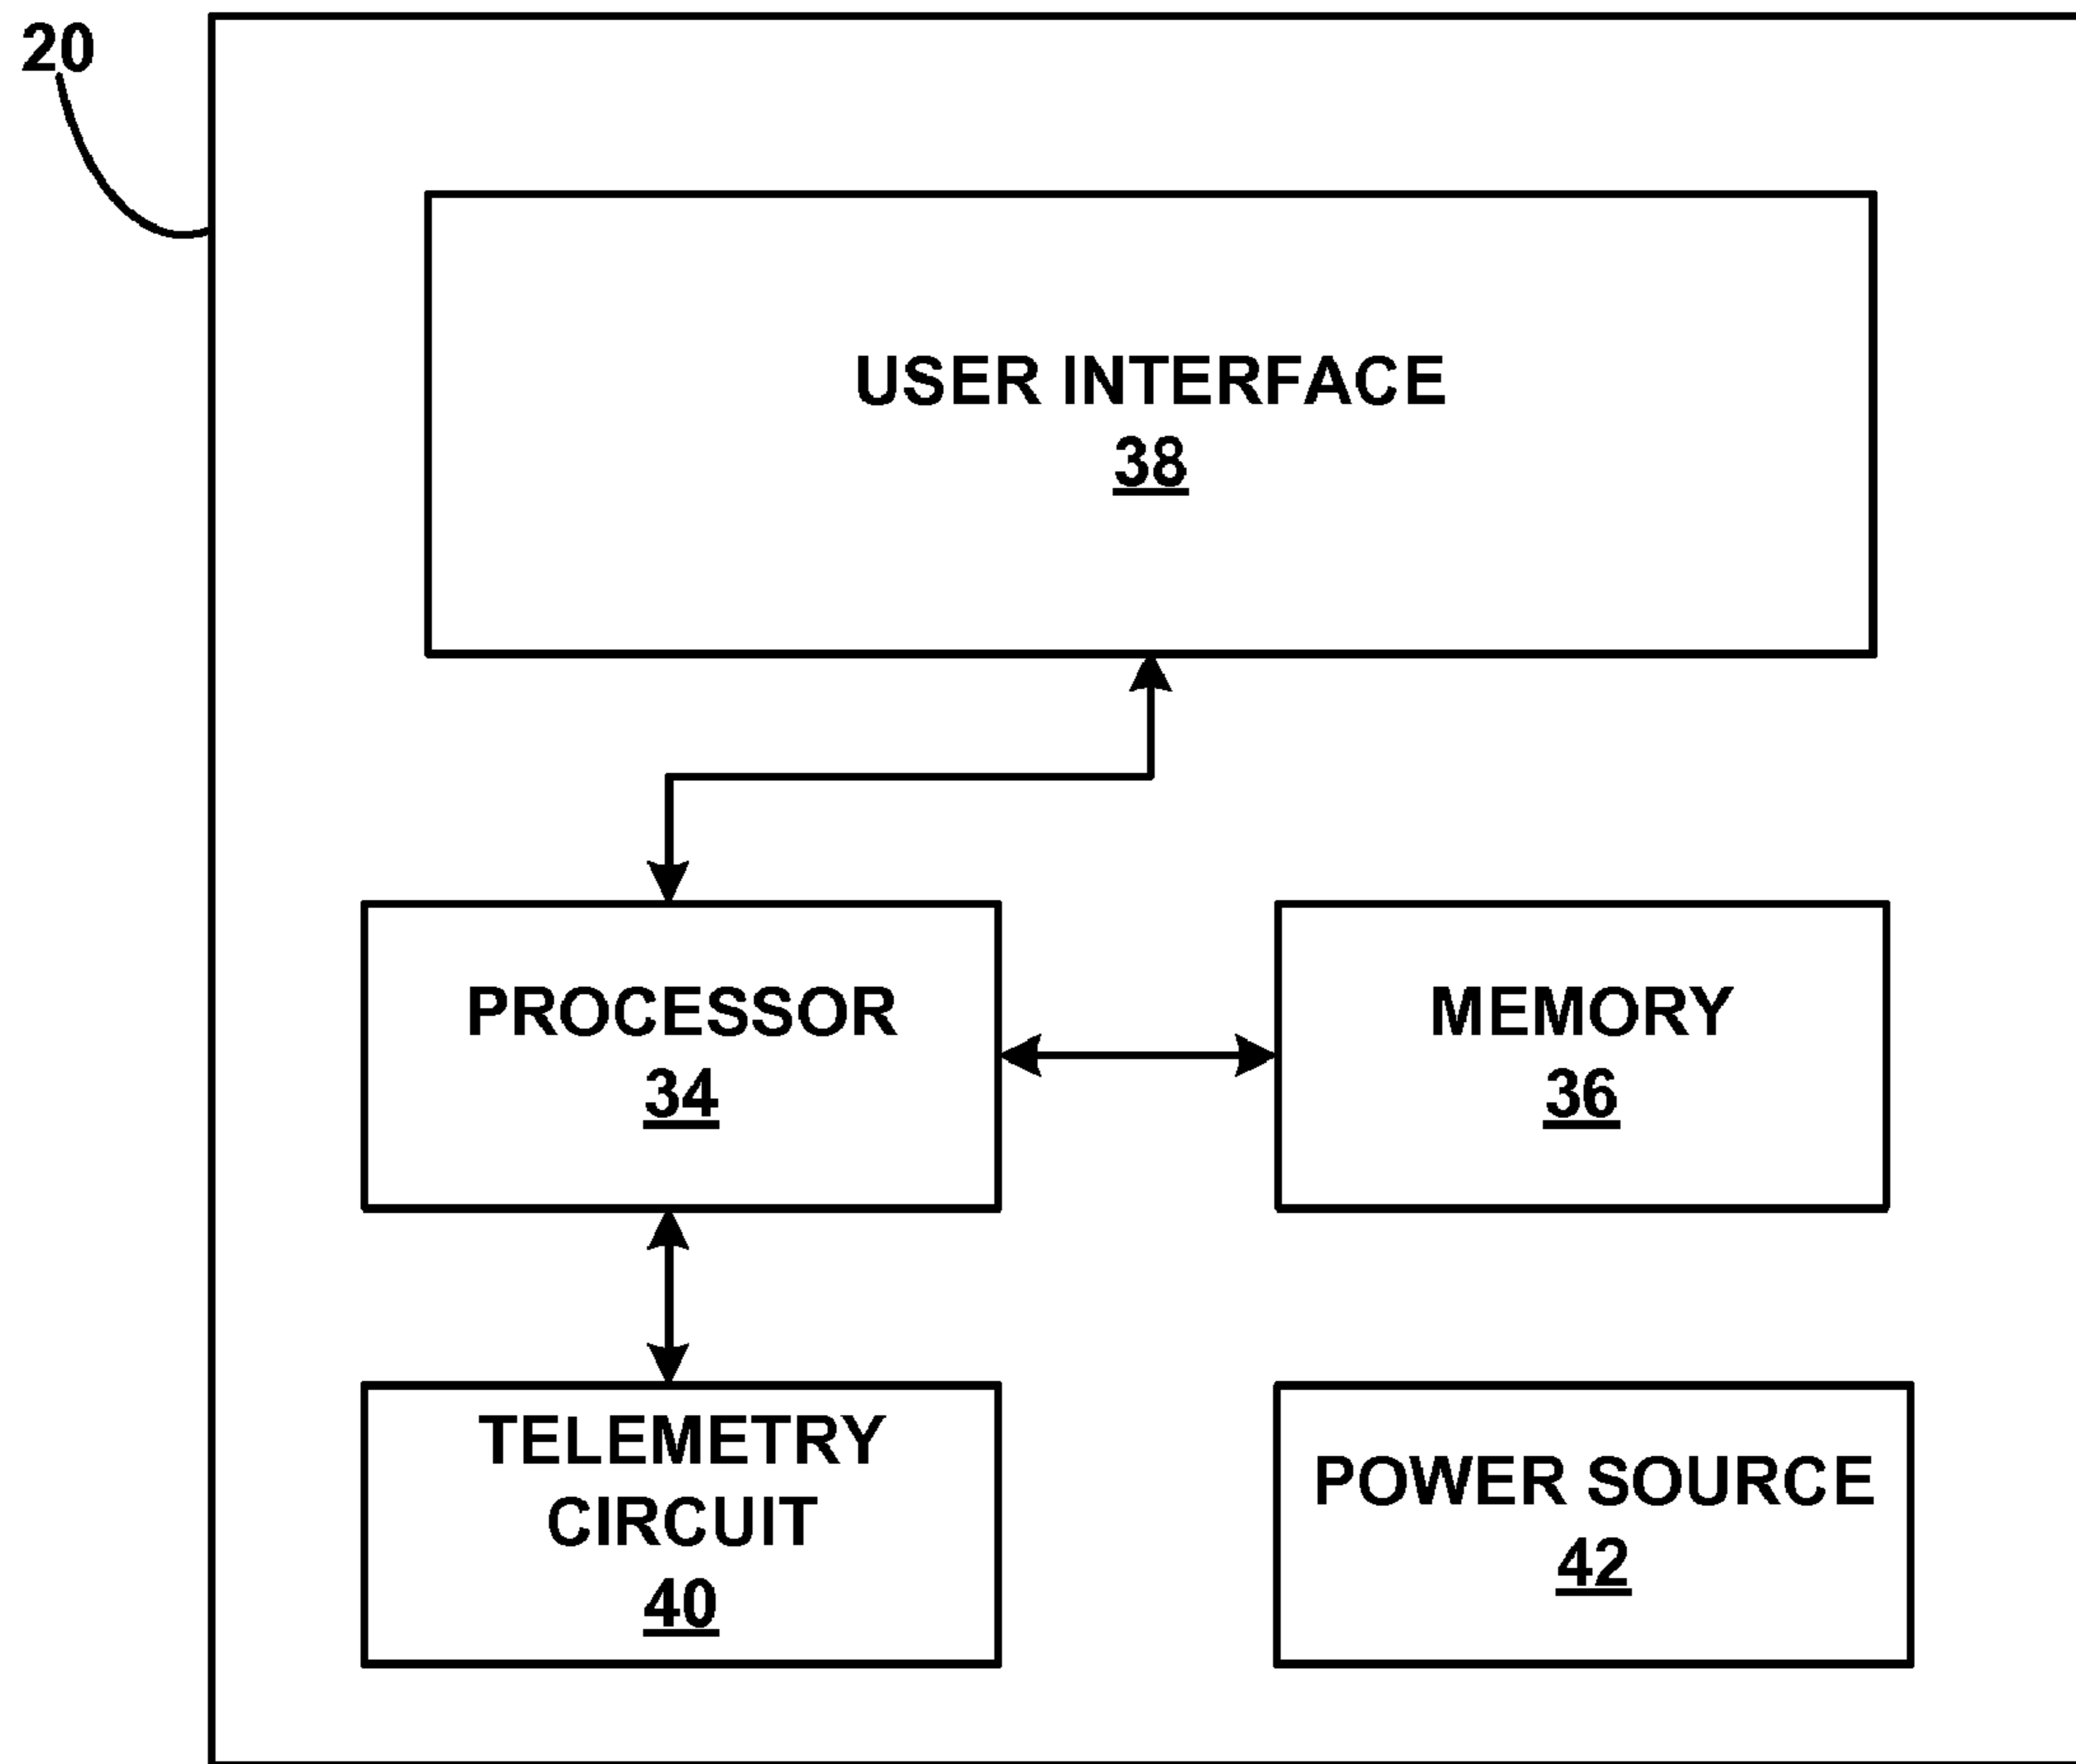 20
USER INTERFACE
38
PROCESSOR
34
MEMORY
36
TELEMETRY
CIRCUIT
40
POWER SOURCE
42